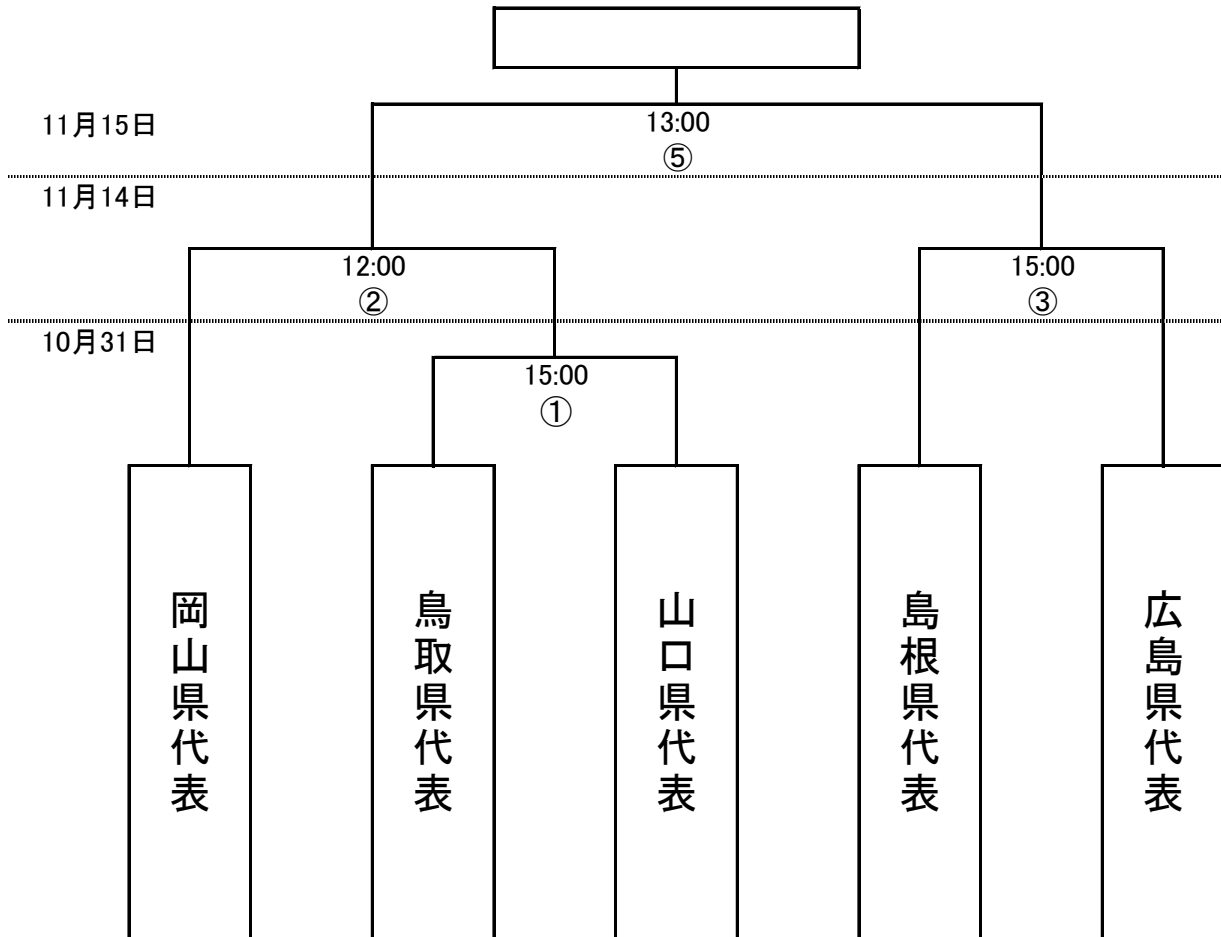 11月15日
13:00
⑤
11月14日
12:00
②
15:00
③
10月31日
15:00
①
岡山県代表
鳥取県代表
山口県代表
島根県代表
広島県代表